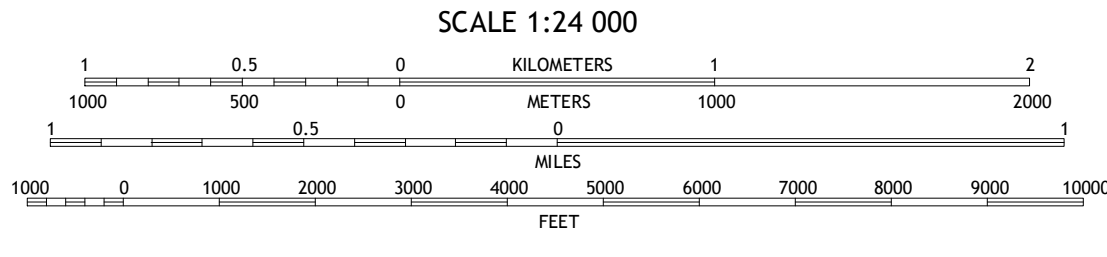 SCALE 1:24 000
1 0.5 0 KILOMETERS 1 2
1000 500 0 METERS 1000 2000
1 0.5 0 1
MILES
1000 0 1000 2000 3000 4000 5000 6000 7000 8000 9000 10000
FEET